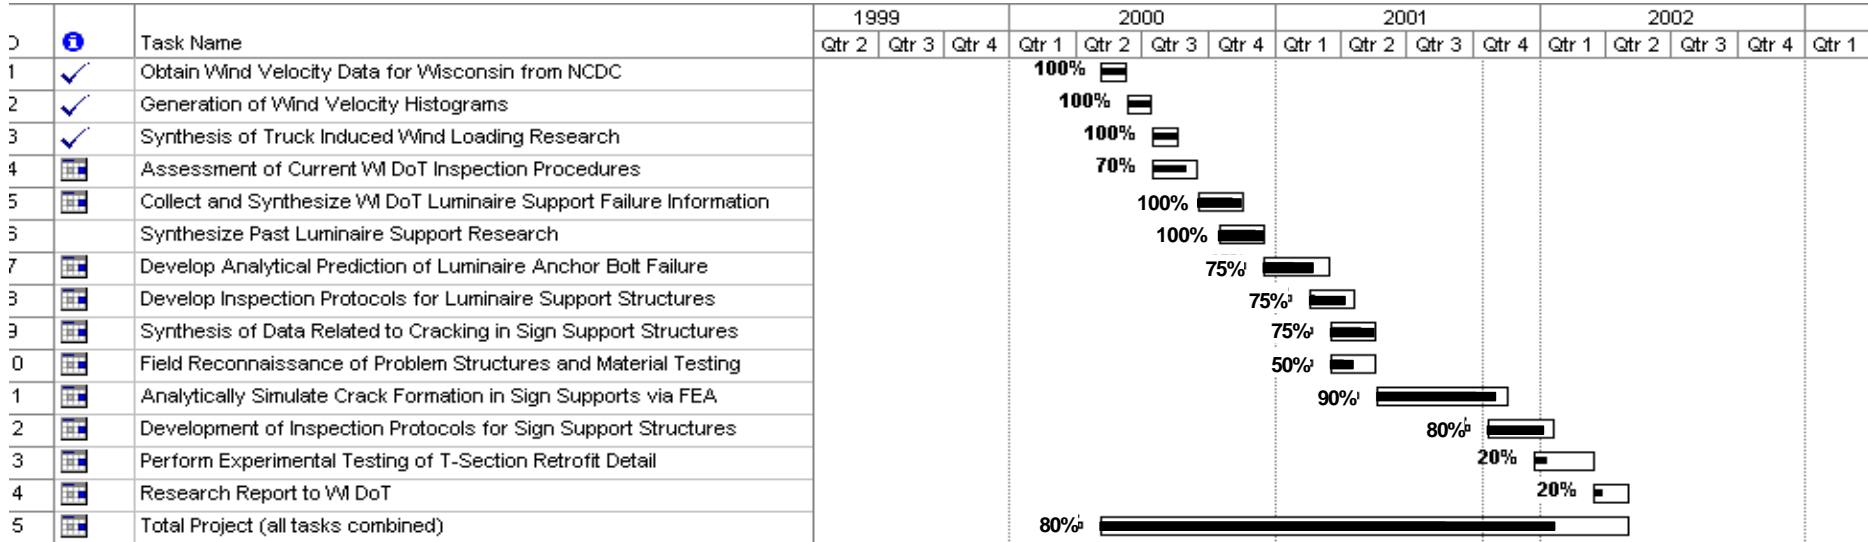 1999 2000 2001 2002
Task Name Qtr 2 Qtr 3 Qtr 4 Qtr 1 Qtr 2 Qtr 3 Qtr 4 Qtr 1 Qtr 2 Qtr 3 Qtr 4 Qtr 1 Qtr 2 Qtr 3 Qtr 4 Qtr 1
1 Obtain Wind Velocity Data for Wisconsin from NCDC 100%
2 Generation of Wind Velocity Histograms 100%
3 Synthesis of Truck Induced Wind Loading Research 100%
4 Assessment of Current WI DoT Inspection Procedures 70%
5 Collect and Synthesize WI DoT Luminaire Support Failure Information 100%
6 Synthesize Past Luminaire Support Research 100%
7 Develop Analytical Prediction of Luminaire Anchor Bolt Failure 75%
8 Develop Inspection Protocols for Luminaire Support Structures 75%
9 Synthesis of Data Related to Cracking in Sign Support Structures 75%
0 Field Reconnaissance of Problem Structures and Material Testing 50%
1 Analytically Simulate Crack Formation in Sign Supports via FEA 90%
2 Development of Inspection Protocols for Sign Support Structures 80%
3 Perform Experimental Testing of T-Section Retrofit Detail 20%
4 Research Report to WI DoT 20%
5 Total Project (all tasks combined) 80%